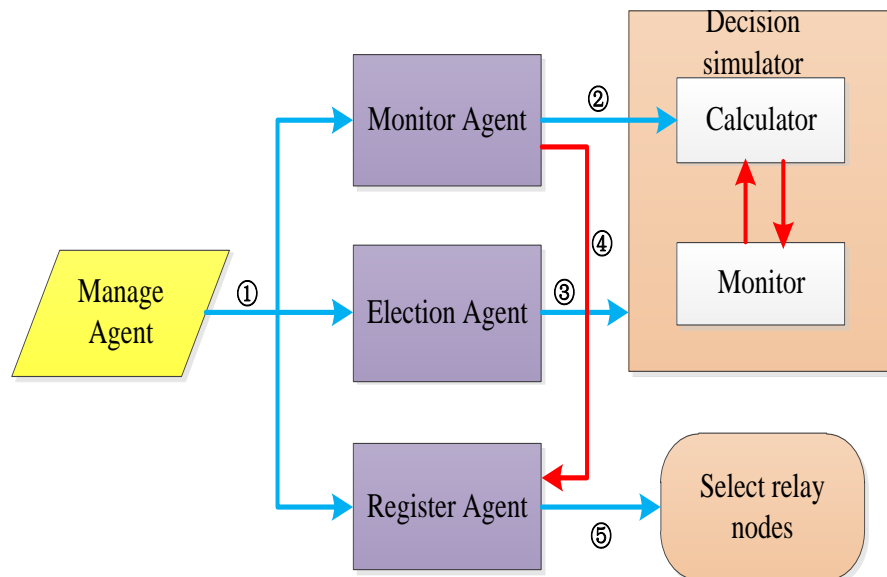 Decision
simulator
②
Monitor Agent
Calculator
④
Manage
Agent
①
Election Agent
③
Monitor
Register Agent
⑤
Select relay
nodes